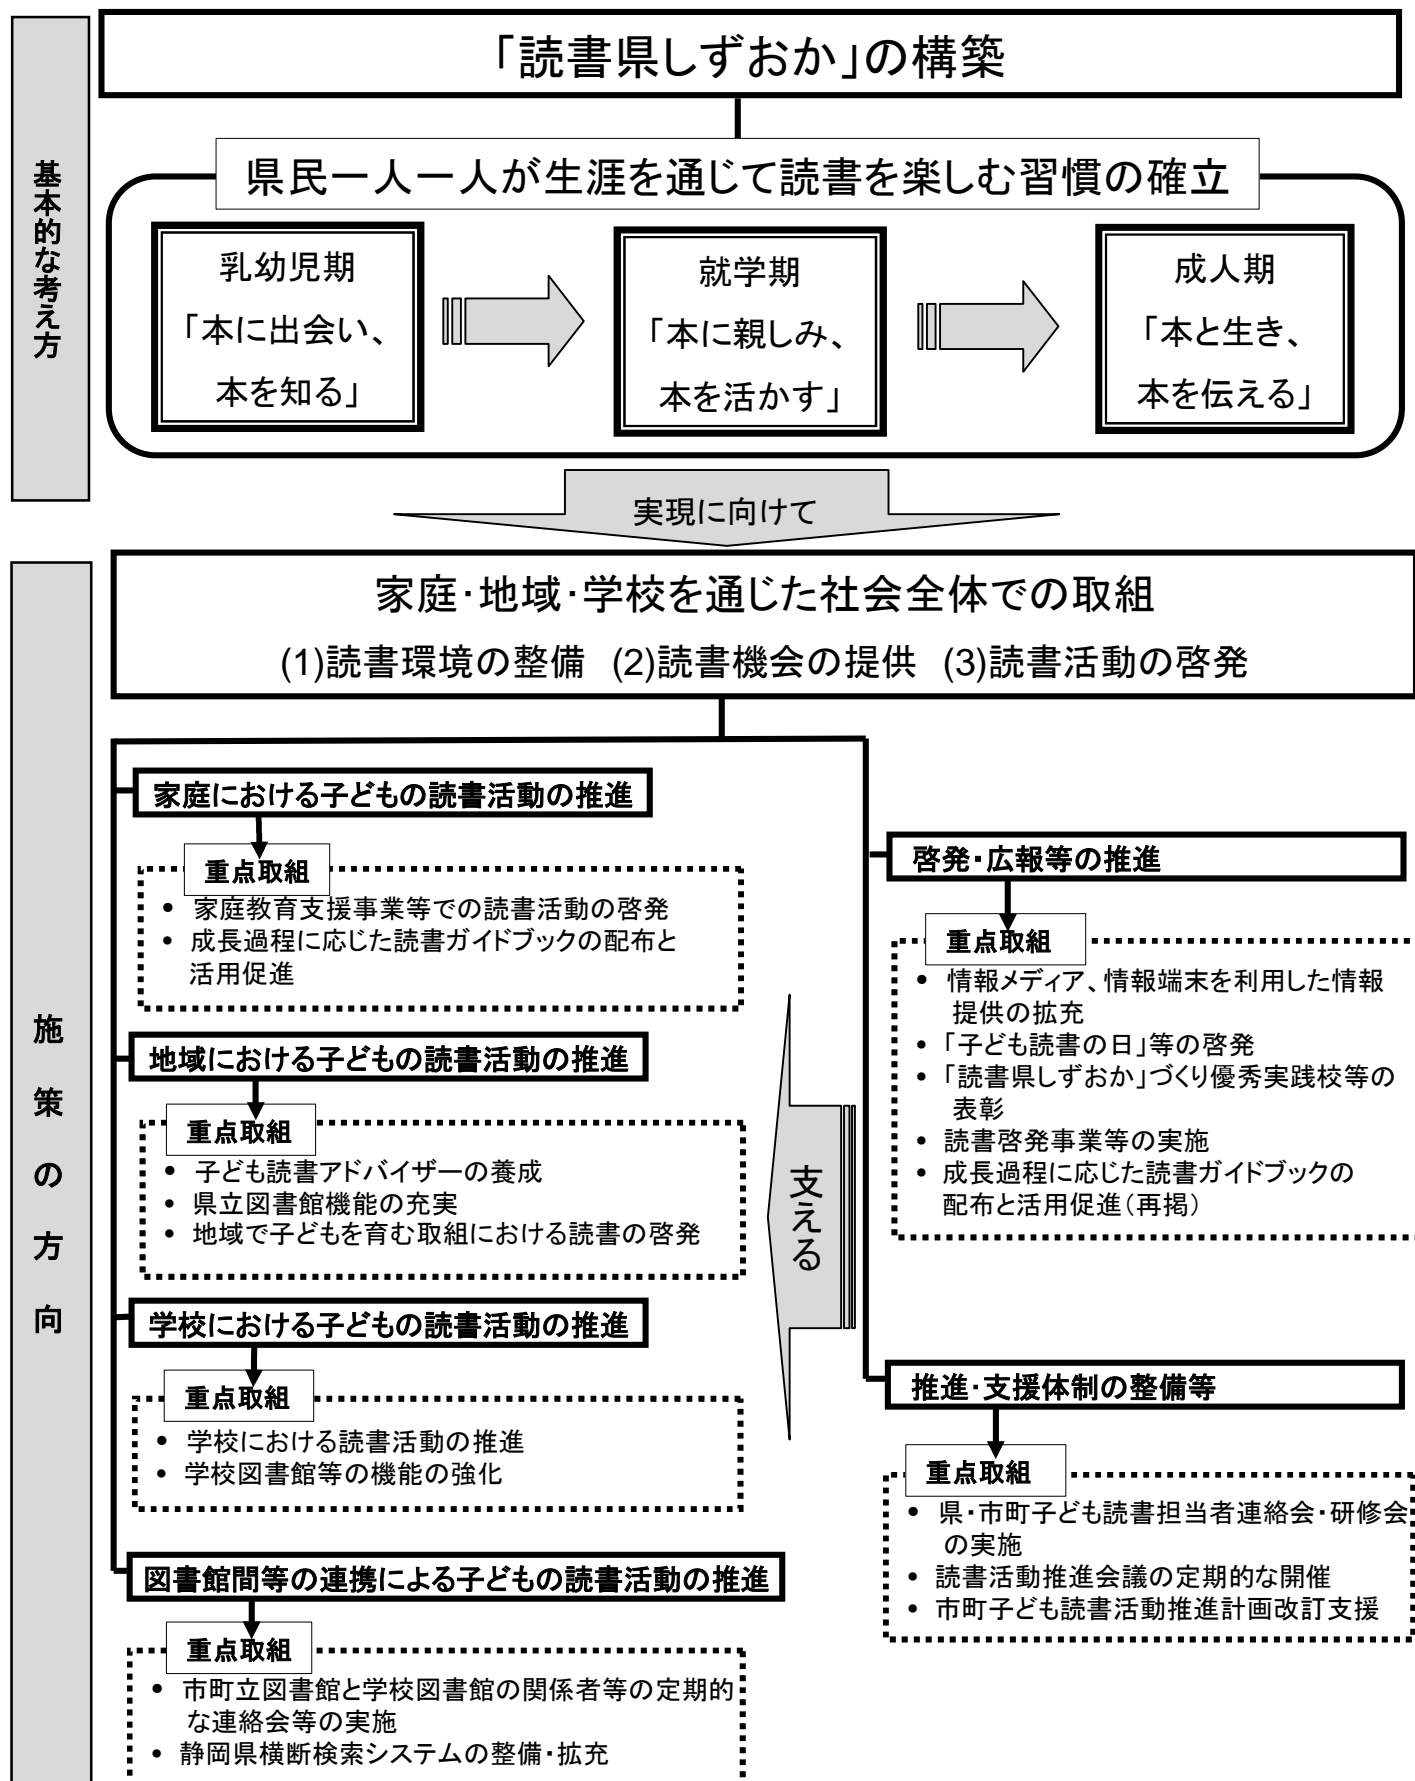 基本的な考え方
「読書県しずおか」の構築
県民一人一人が生涯を通じて読書を楽しむ習慣の確立
乳幼児期
「本に出会い、
本を知る」
就学期
「本に親しみ、
本を活かす」
成人期
「本と生き、
本を伝える」
実現に向けて
施策の方向
家庭・地域・学校を通じた社会全体での取組
(1)読書環境の整備 (2)読書機会の提供 (3)読書活動の啓発
家庭における子どもの読書活動の推進
重点取組
• 家庭教育支援事業等での読書活動の啓発
• 成長過程に応じた読書ガイドブックの配布と
活用促進
地域における子どもの読書活動の推進
重点取組
• 子ども読書アドバイザーの養成
• 県立図書館機能の充実
• 地域で子どもを育む取組における読書の啓発
学校における子どもの読書活動の推進
重点取組
• 学校における読書活動の推進
• 学校図書館等の機能の強化
図書館間等の連携による子どもの読書活動の推進
重点取組
• 市町立図書館と学校図書館の関係者等の定期的
な連絡会等の実施
• 静岡県横断検索システムの整備・拡充
支える
啓発・広報等の推進
重点取組
• 情報メディア、情報端末を利用した情報
提供の拡充
• 「子ども読書の日」等の啓発
• 「読書県しずおか」づくり優秀実践校等の
表彰
• 読書啓発事業等の実施
• 成長過程に応じた読書ガイドブックの
配布と活用促進(再掲)
推進・支援体制の整備等
重点取組
• 県・市町子ども読書担当者連絡会・研修会
の実施
• 読書活動推進会議の定期的な開催
• 市町子ども読書活動推進計画改訂支援